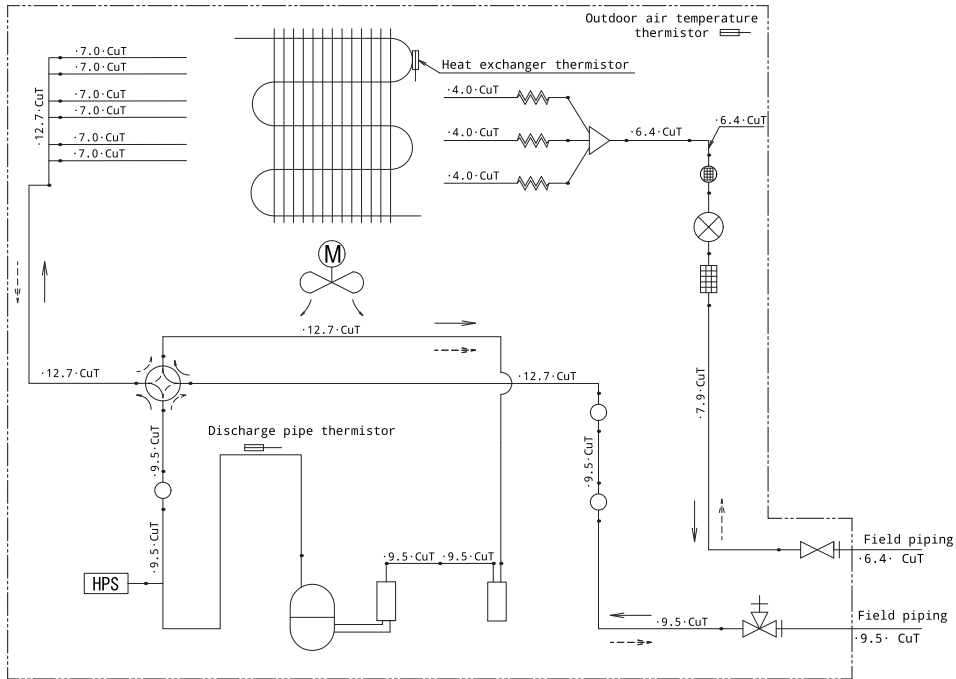 Outdoor air temperature
thermistor
·7.0·CuT
·7.0·CuT
·7.0·CuT
·7.0·CuT
·7.0·CuT
·7.0·CuT
·12.7·CuT
Heat exchanger thermistor
·4.0·CuT
·4.0·CuT
·4.0·CuT
·6.4·CuT
·6.4·CuT
M
·12.7·CuT
·12.7·CuT
·12.7·CuT
·7.9·CuT
Discharge pipe thermistor
·9.5·CuT
·9.5·CuT
·9.5·CuT
HPS
·9.5·CuT ·9.5·CuT
Field piping
·6.4· CuT
Field piping
·9.5·CuT
·9.5· CuT